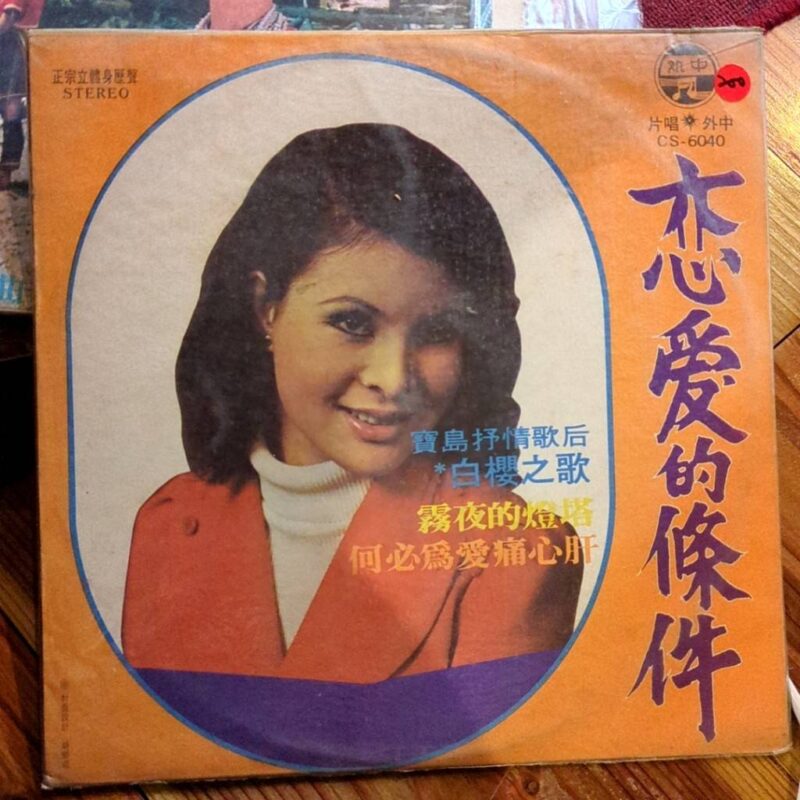 正宗立體身歷聲
STEREO
片唱 外中
CS-6040
恋愛的條件
寶島抒情歌后
*白櫻之歌
霧夜的燈塔
何必為愛痛心肝